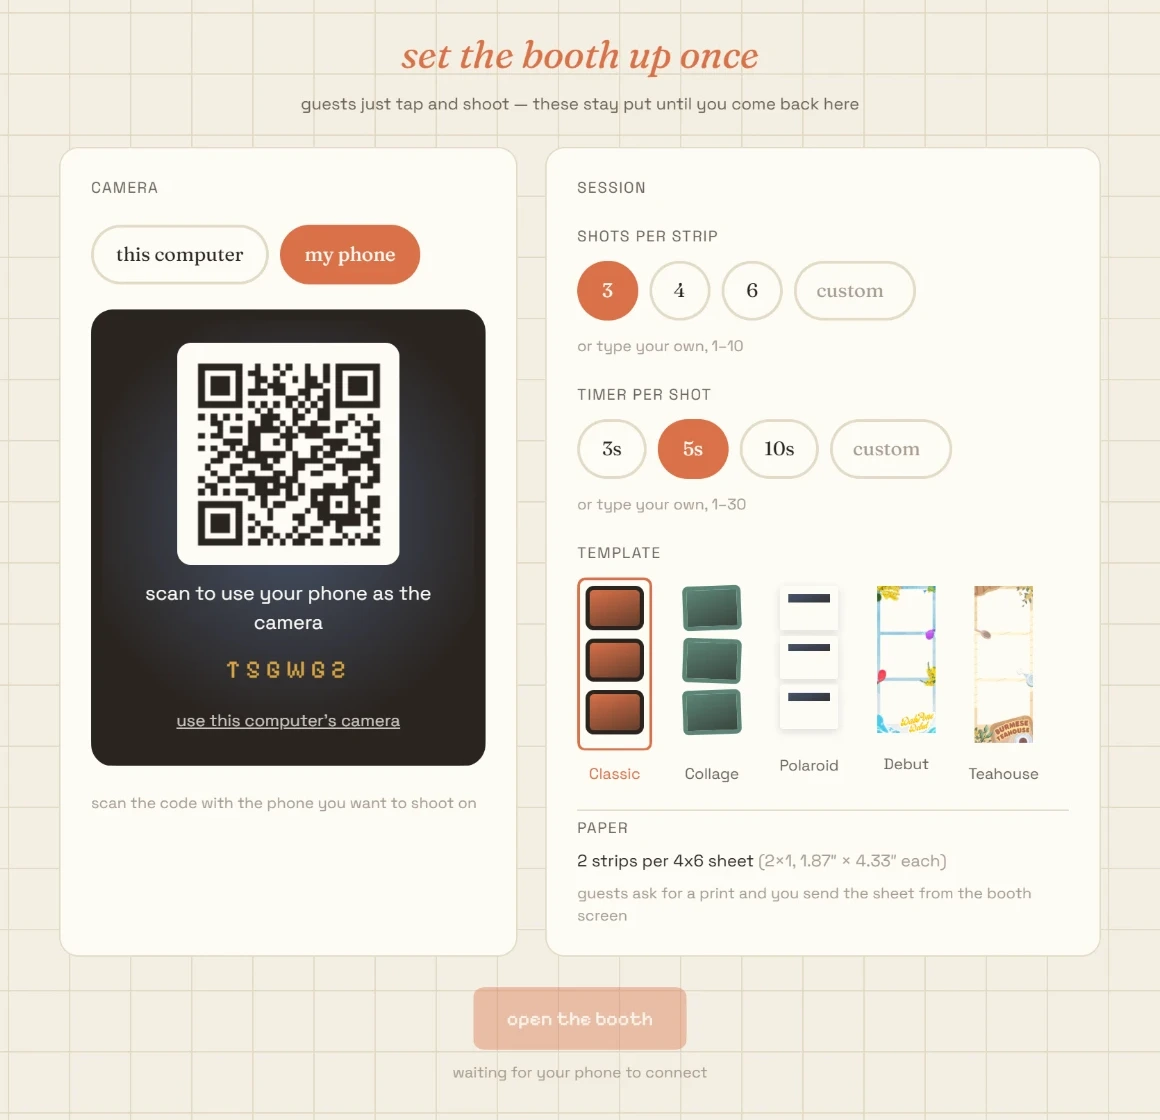 set the booth up once
guests just tap and shoot — these stay put until you come back here
CAMERA
this computer
my phone
scan to use your phone as the
camera
TSGWG2
use this computer's camera
scan the code with the phone you want to shoot on
SESSION
SHOTS PER STRIP
3
4
6
custom
or type your own, 1–10
TIMER PER SHOT
3s
5s
10s
custom
or type your own, 1–30
TEMPLATE
BURMESE
TEAHOUSE
Classic
Collage
Polaroid
Debut
Teahouse
PAPER
2 strips per 4x6 sheet (2×1, 1.87″ × 4.33″ each)
guests ask for a print and you send the sheet from the booth
screen
open the booth
waiting for your phone to connect